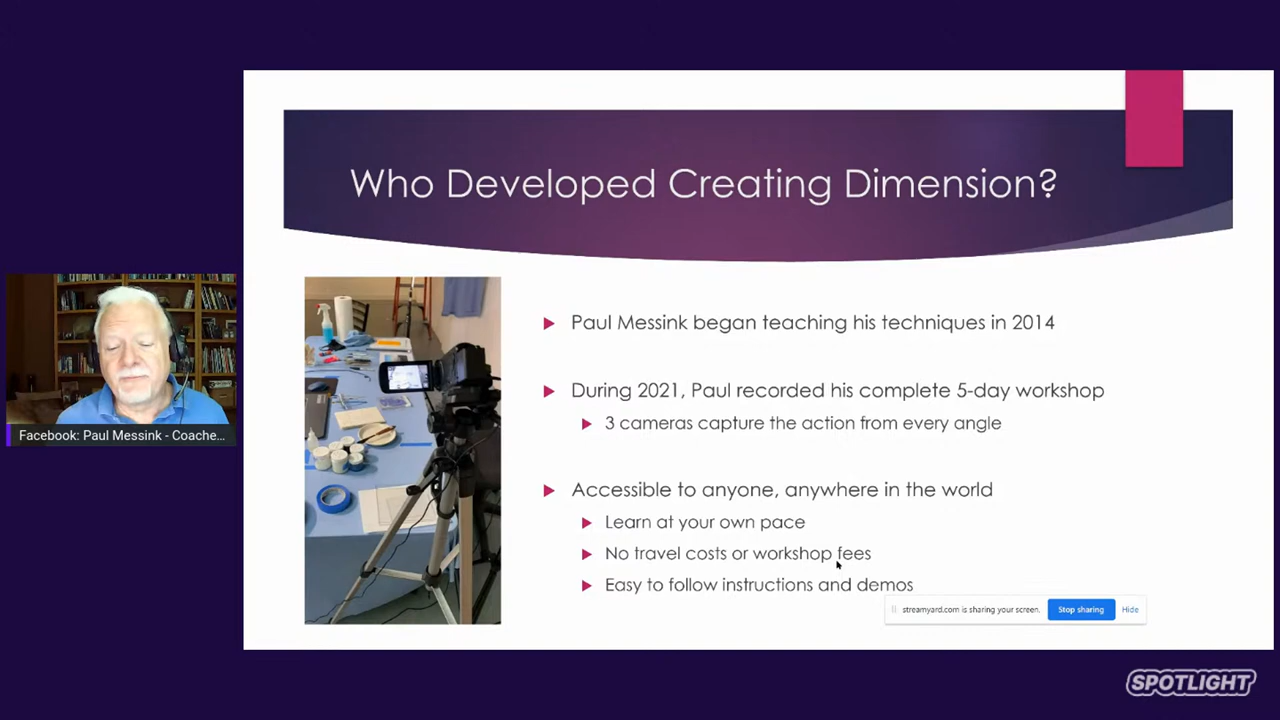 Who Developed Creating Dimension?
Paul Messink began teaching his techniques in 2014
During 2021, Paul recorded his complete 5-day workshop
3 cameras capture the action from every angle
Accessible to anyone, anywhere in the world
Learn at your own pace
No travel costs or workshop fees
Easy to follow instructions and demos
streamyard.com is sharing your screen.
Stop sharing
Hide
Facebook: Paul Messink - Coache...
SPOTLIGHT